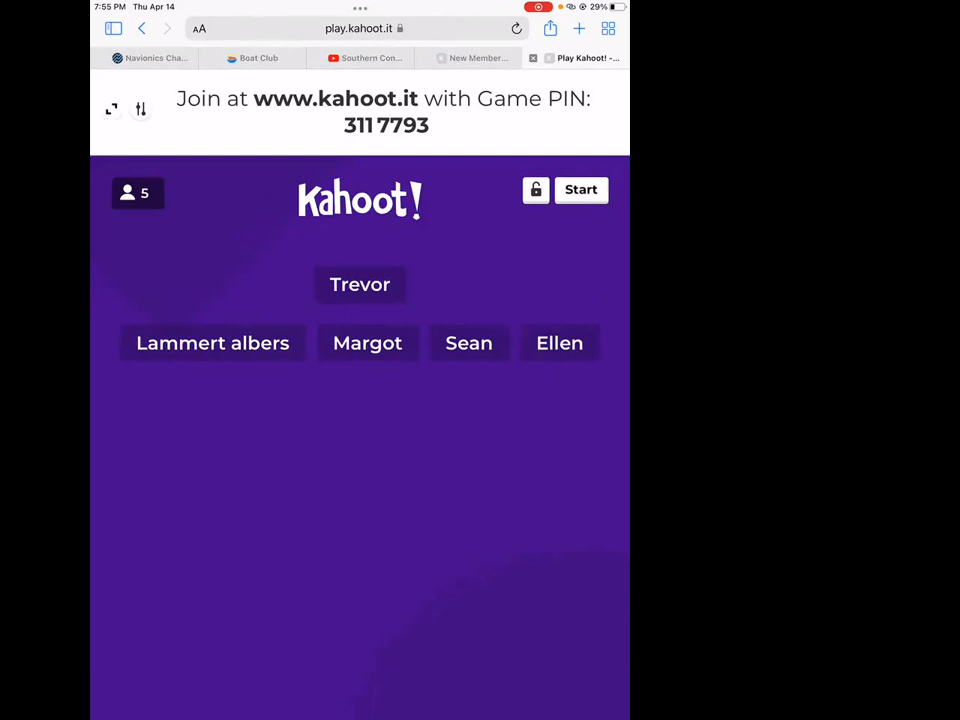 7:55 PM Thu Apr 14
29%
AA
play.kahoot.it
Navionics Cha...
Boat Club
Southern Con...
New Member...
Play Kahoot! -...
Join at www.kahoot.it with Game PIN:
311 7793
5
Kahoot!
Start
Trevor
Lammert albers
Margot
Sean
Ellen